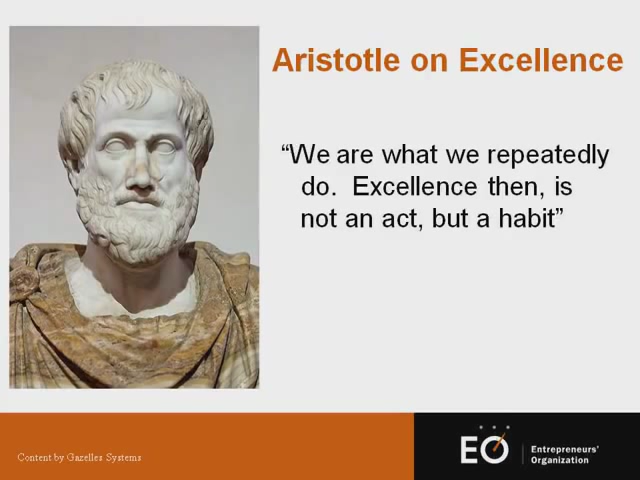 Aristotle on Excellence
“We are what we repeatedly
do. Excellence then, is
not an act, but a habit”
Content by Gazelles Systems
EO
Entrepreneurs'
Organization